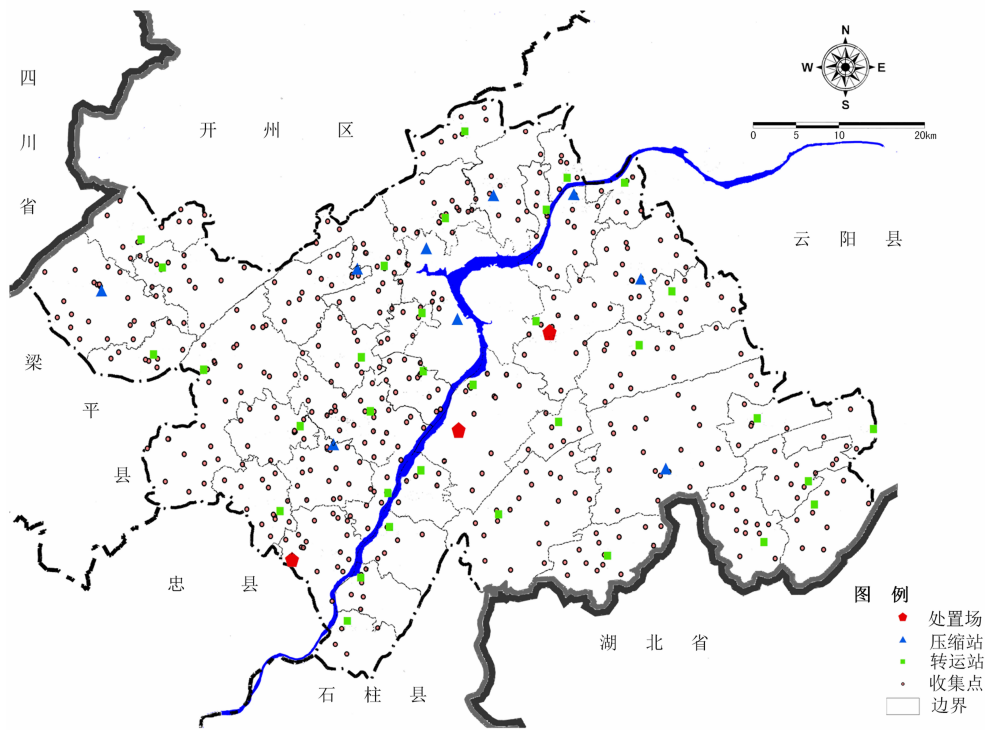 四川省
开州区
N
W E
S
0 5 10 20km
云阳县
梁平县
忠县
石柱县
湖北省
图 例
处置场
压缩站
转运站
收集点
边界